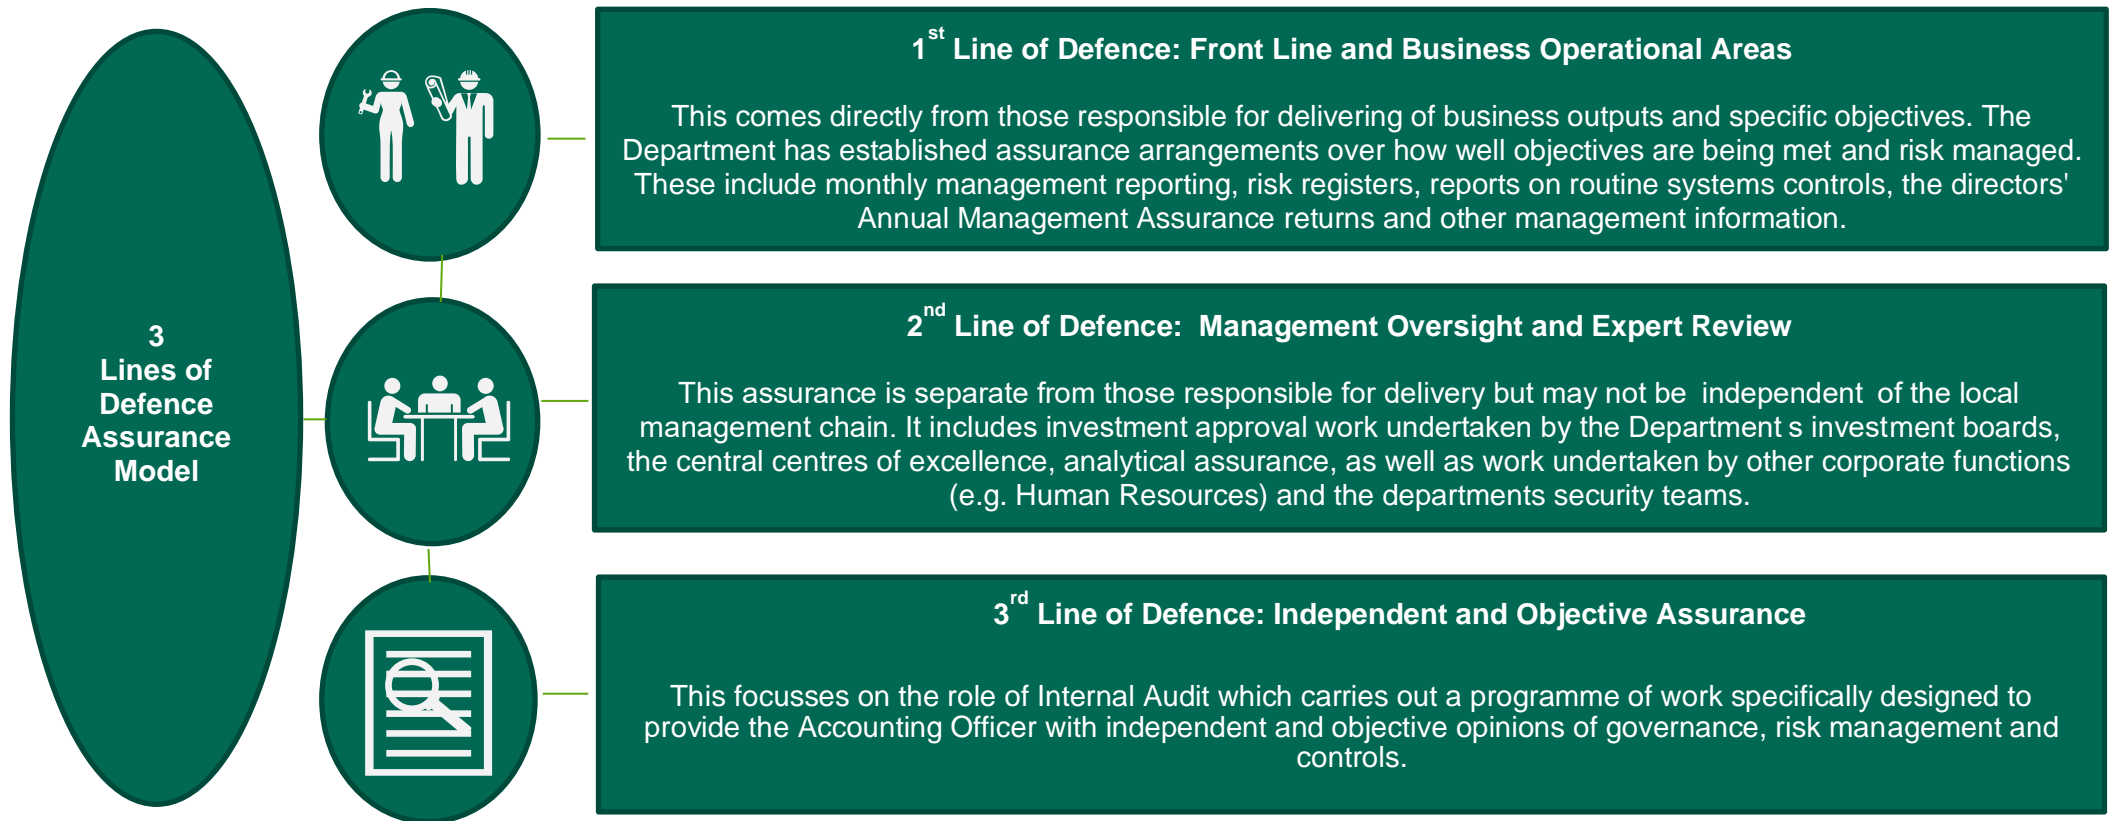 3
Lines of
Defence
Assurance
Model
1st Line of Defence: Front Line and Business Operational Areas
This comes directly from those responsible for delivering of business outputs and specific objectives. The
Department has established assurance arrangements over how well objectives are being met and risk managed.
These include monthly management reporting, risk registers, reports on routine systems controls, the directors'
Annual Management Assurance returns and other management information.
2nd Line of Defence:  Management Oversight and Expert Review
This assurance is separate from those responsible for delivery but may not be  independent  of the local
management chain. It includes investment approval work undertaken by the Department s investment boards,
the central centres of excellence, analytical assurance, as well as work undertaken by other corporate functions
(e.g. Human Resources) and the departments security teams.
3rd Line of Defence: Independent and Objective Assurance
This focusses on the role of Internal Audit which carries out a programme of work specifically designed to
provide the Accounting Officer with independent and objective opinions of governance, risk management and
controls.